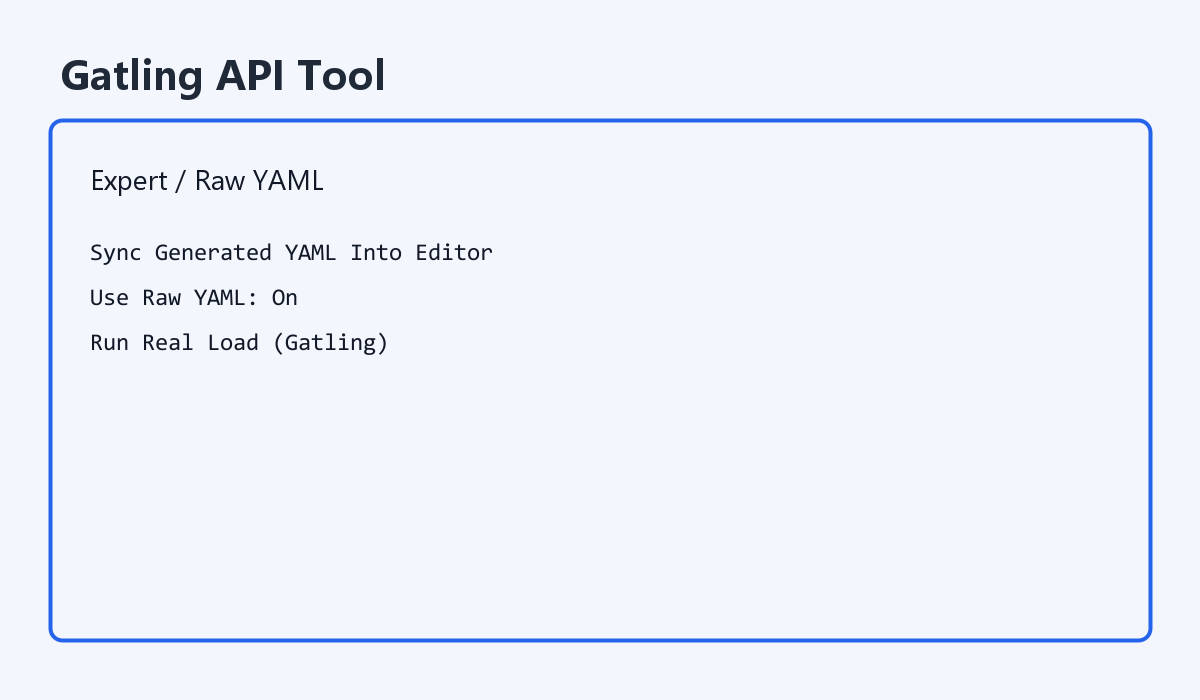 Gatling API Tool
Expert / Raw YAML
Sync Generated YAML Into Editor
Use Raw YAML: On
Run Real Load (Gatling)